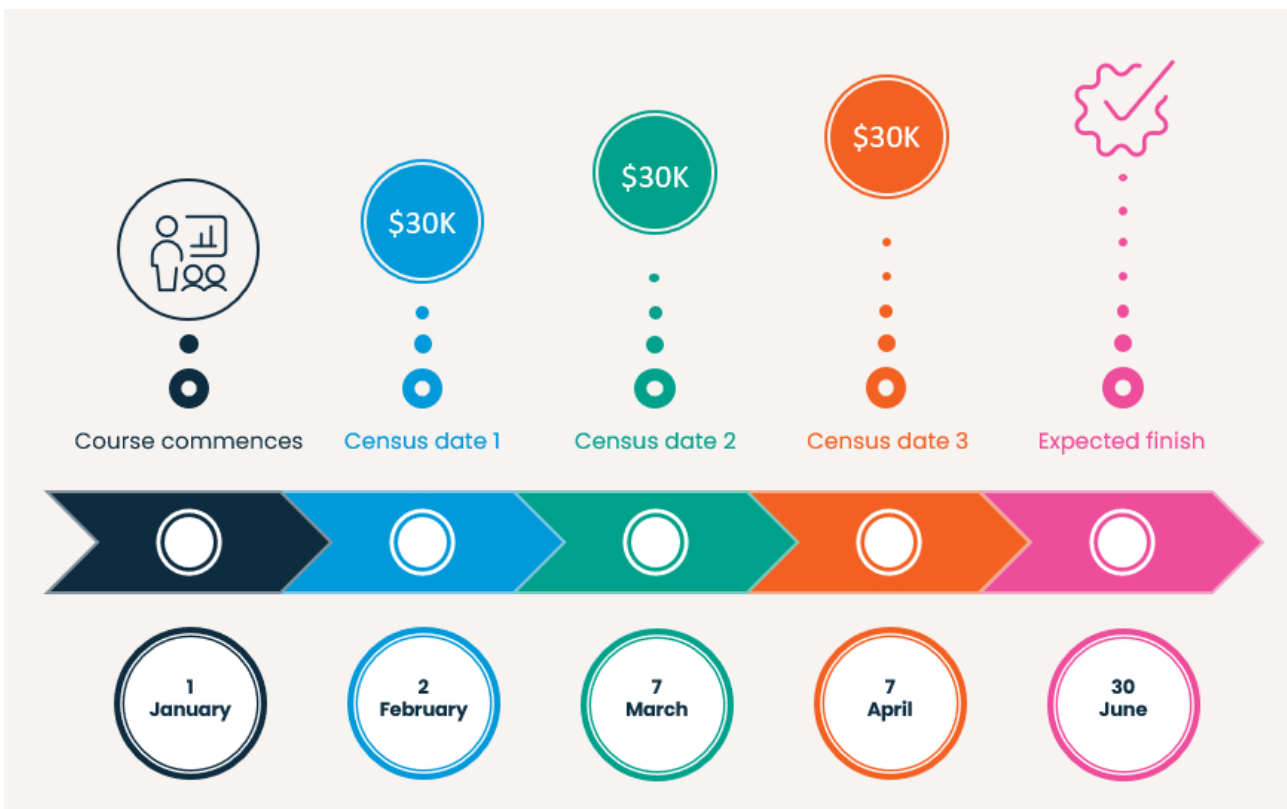 $30K
$30K
$30K
Course commences
Census date 1
Census date 2
Census date 3
Expected finish
1
January
2
February
7
March
7
April
30
June